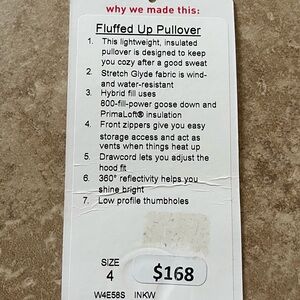 why we made this:
Fluffed Up Pullover
1. This lightweight, insulated
pullover is designed to keep
you cozy after a good sweat
2. Stretch Glyde fabric is wind-
and water-resistant
3. Hybrid fill uses
800-fill-power goose down and
PrimaLoft® insulation
4. Front zippers give you easy
storage access and act as
vents when things heat up
5. Drawcord lets you adjust the
hood fit
6. 360° reflectivity helps you
shine bright
7. Low profile thumbholes
SIZE
4
$168
W4E58S INKW